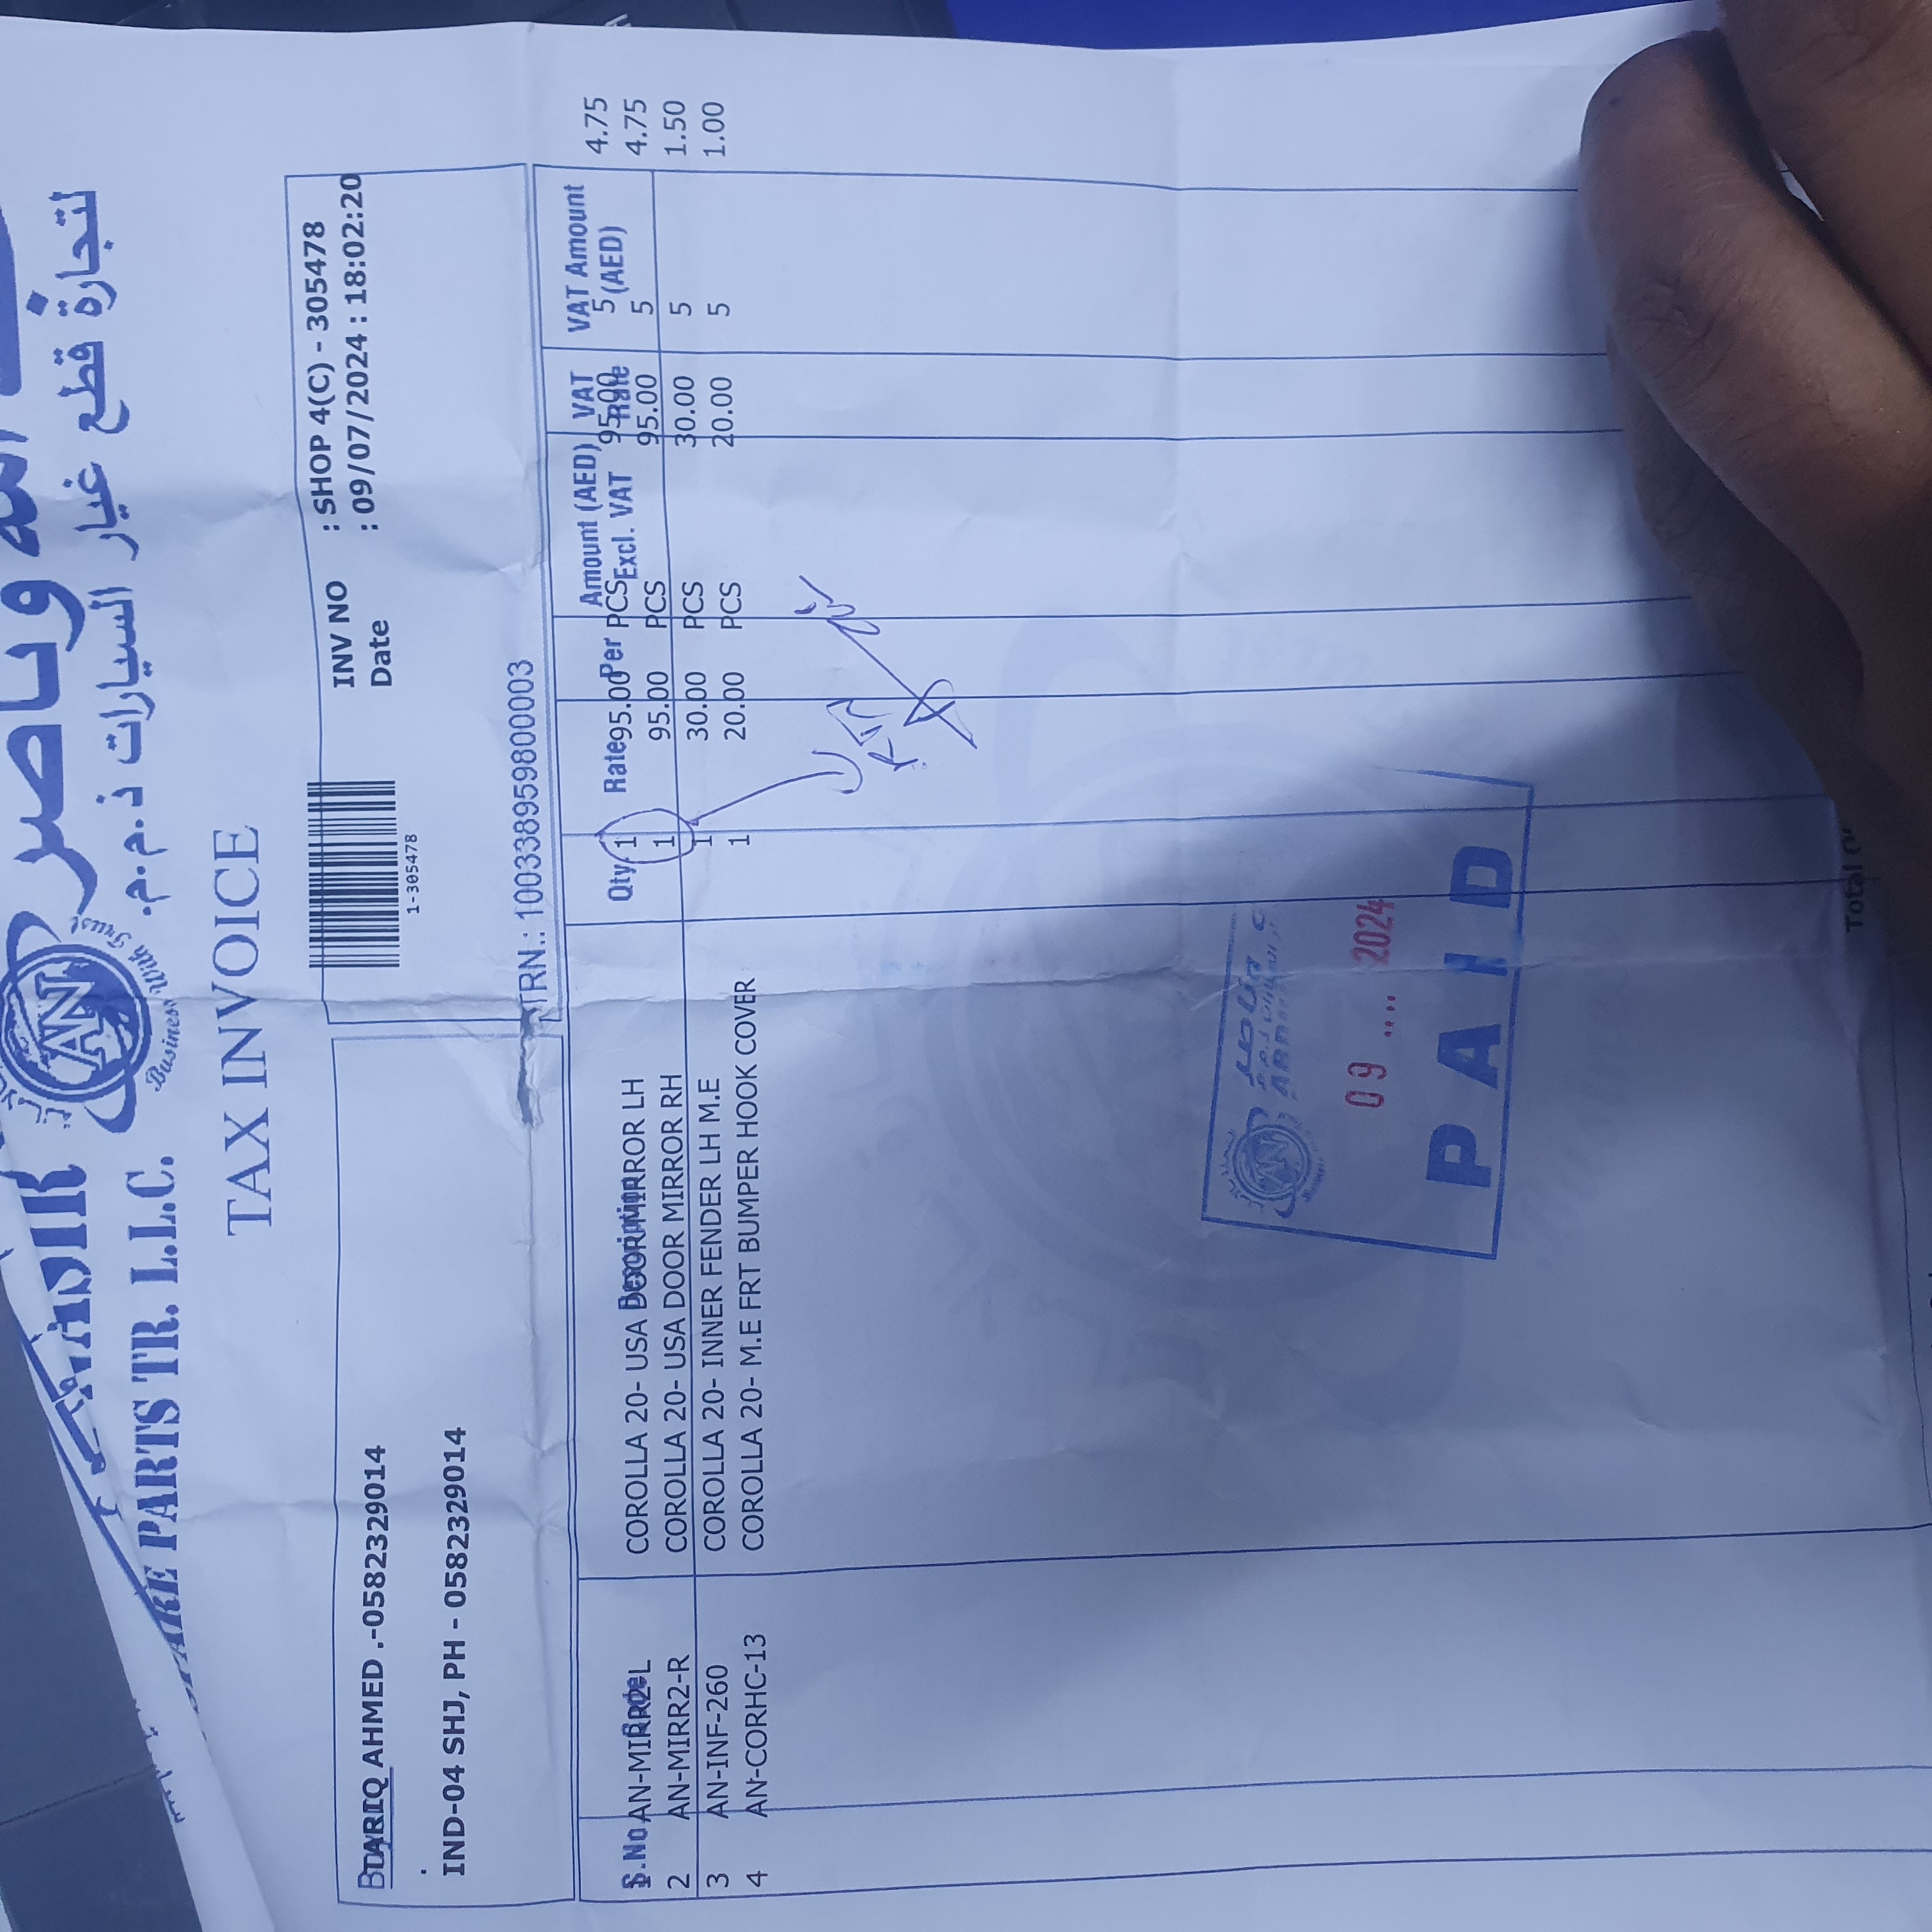 لتجارة قطع غيار السيارات ذ.م.م.
AN
Business With Trust
PARTS TR. L.L.C.
TAX INVOICE
TARIQ AHMED .-0582329014
.
IND-04 SHJ, PH - 0582329014
1-305478
INV NO : SHOP 4(C) - 305478
Date : 09/07/2024 : 18:02:20
TRN.: 100338959800003
S.No. Code Description Qty. Rate Per Amount (AED) Excl. VAT VAT Rate VAT Amount (AED)
1 AN-MIRR2-L COROLLA 20- USA DOOR MIRROR LH 1 95.00 PCS 95.00 5 4.75
2 AN-MIRR2-R COROLLA 20- USA DOOR MIRROR RH 1 95.00 PCS 95.00 5 4.75
3 AN-INF-260 COROLLA 20- INNER FENDER LH M.E 1 30.00 PCS 30.00 5 1.50
4 AN-CORHC-13 COROLLA 20- M.E FRT BUMPER HOOK COVER 1 20.00 PCS 20.00 5 1.00
AN
09 2024
PAID
Total